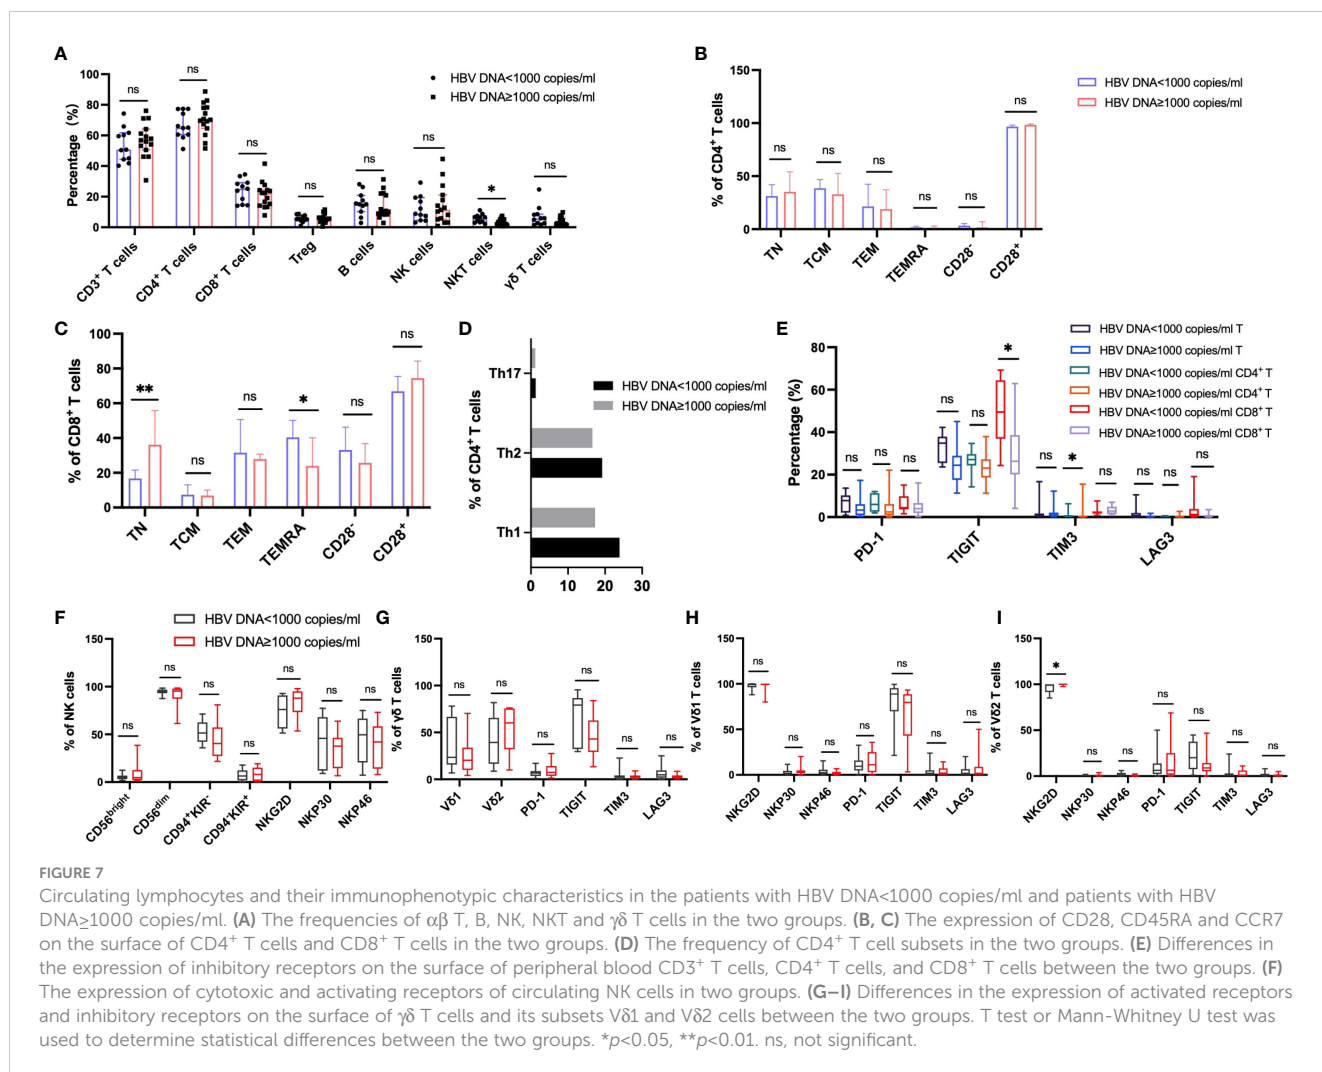 A
HBV DNA<1000 copies/ml
HBV DNA≥1000 copies/ml
Percentage (%)
100
80
60
40
20
0
ns
ns
ns
ns
ns
ns
*
ns
CD3⁺ T cells
CD4⁺ T cells
CD8⁺ T cells
Treg
B cells
NK cells
NKT cells
γδ T cells
B
HBV DNA<1000 copies/ml
HBV DNA≥1000 copies/ml
% of CD4⁺ T cells
150
100
50
0
ns
ns
ns
ns
ns
ns
TN
TCM
TEM
TEMRA
CD28⁻
CD28⁺
C
% of CD8⁺ T cells
100
80
60
40
20
0
**
ns
ns
*
ns
ns
TN
TCM
TEM
TEMRA
CD28⁻
CD28⁺
D
% of CD4⁺ T cells
Th17
Th2
Th1
HBV DNA<1000 copies/ml
HBV DNA≥1000 copies/ml
0 10 20 30
E
HBV DNA<1000 copies/ml T
HBV DNA≥1000 copies/ml T
HBV DNA<1000 copies/ml CD4⁺ T
HBV DNA≥1000 copies/ml CD4⁺ T
HBV DNA<1000 copies/ml CD8⁺ T
HBV DNA≥1000 copies/ml CD8⁺ T
Percentage (%)
80
60
40
20
0
ns ns ns
ns ns *
ns * ns
ns ns ns
PD-1
TIGIT
TIM3
LAG3
F
HBV DNA<1000 copies/ml
HBV DNA≥1000 copies/ml
% of NK cells
150
100
50
0
ns
ns
ns
ns
ns
ns
ns
CD56ᵇʳⁱᵍʰᵗ
CD56ᵈⁱᵐ
CD94⁺KIR⁻
CD94⁺KIR⁺
NKG2D
NKP30
NKP46
G
% of γδ T cells
150
100
50
0
ns
ns
ns
ns
ns
ns
Vδ1
Vδ2
PD-1
TIGIT
TIM3
LAG3
H
% of Vδ1 T cells
150
100
50
0
ns
ns
ns
ns
ns
ns
ns
NKG2D
NKP30
NKP46
PD-1
TIGIT
TIM3
LAG3
I
% of Vδ2 T cells
150
100
50
0
*
ns
ns
ns
ns
ns
ns
NKG2D
NKP30
NKP46
PD-1
TIGIT
TIM3
LAG3
FIGURE 7
Circulating lymphocytes and their immunophenotypic characteristics in the patients with HBV DNA<1000 copies/ml and patients with HBV
DNA≥1000 copies/ml. (A) The frequencies of αβ T, B, NK, NKT and γδ T cells in the two groups. (B, C) The expression of CD28, CD45RA and CCR7
on the surface of CD4⁺ T cells and CD8⁺ T cells in the two groups. (D) The frequency of CD4⁺ T cell subsets in the two groups. (E) Differences in
the expression of inhibitory receptors on the surface of peripheral blood CD3⁺ T cells, CD4⁺ T cells, and CD8⁺ T cells between the two groups. (F)
The expression of cytotoxic and activating receptors of circulating NK cells in two groups. (G–I) Differences in the expression of activated receptors
and inhibitory receptors on the surface of γδ T cells and its subsets Vδ1 and Vδ2 cells between the two groups. T test or Mann-Whitney U test was
used to determine statistical differences between the two groups. *p<0.05, **p<0.01. ns, not significant.